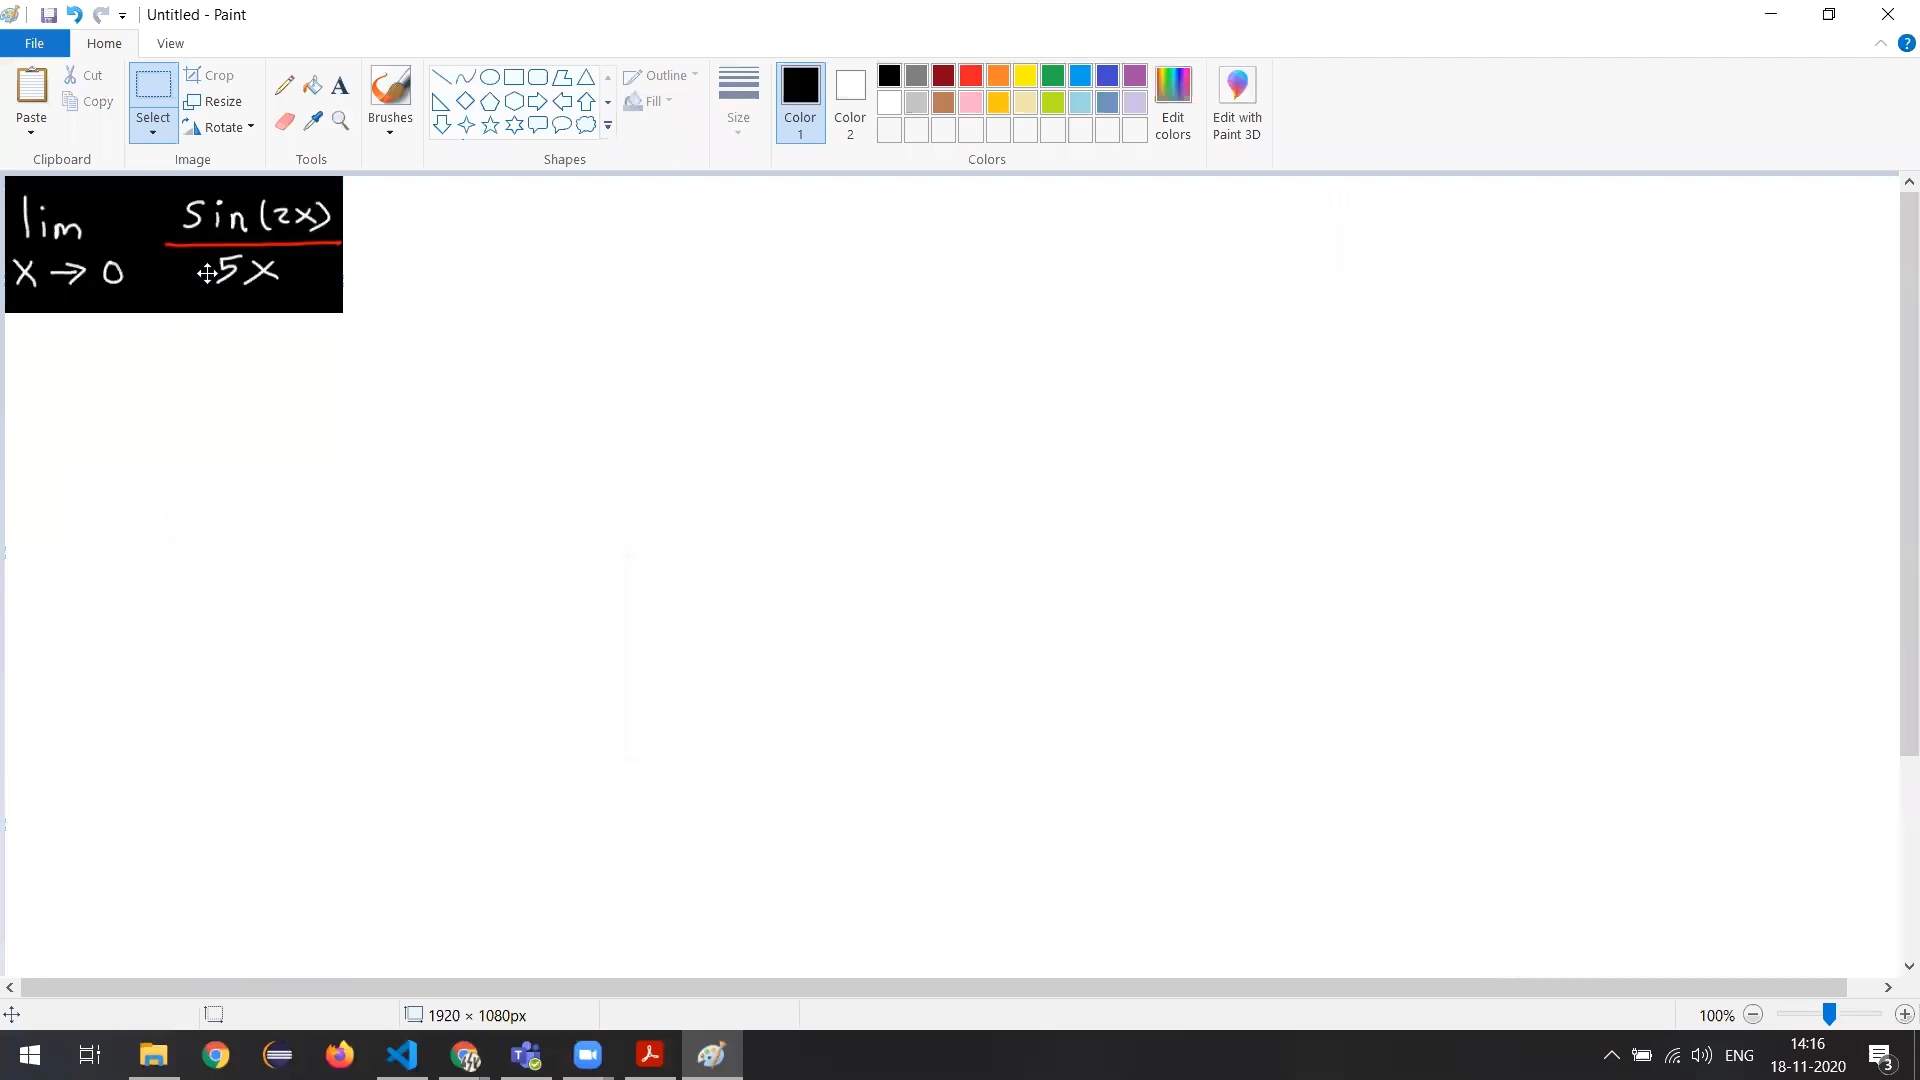 Untitled - Paint
File Home View
Paste
Cut
Copy
Clipboard
Select
Crop
Resize
Rotate
Image
A
Tools
Brushes
Outline
Fill
Shapes
Size
Color 1
Color 2
Edit colors
Colors
Edit with Paint 3D
?
lim sin(2x)
x → 0 5x
1920 × 1080px
100%
ENG
14:16
18-11-2020
3